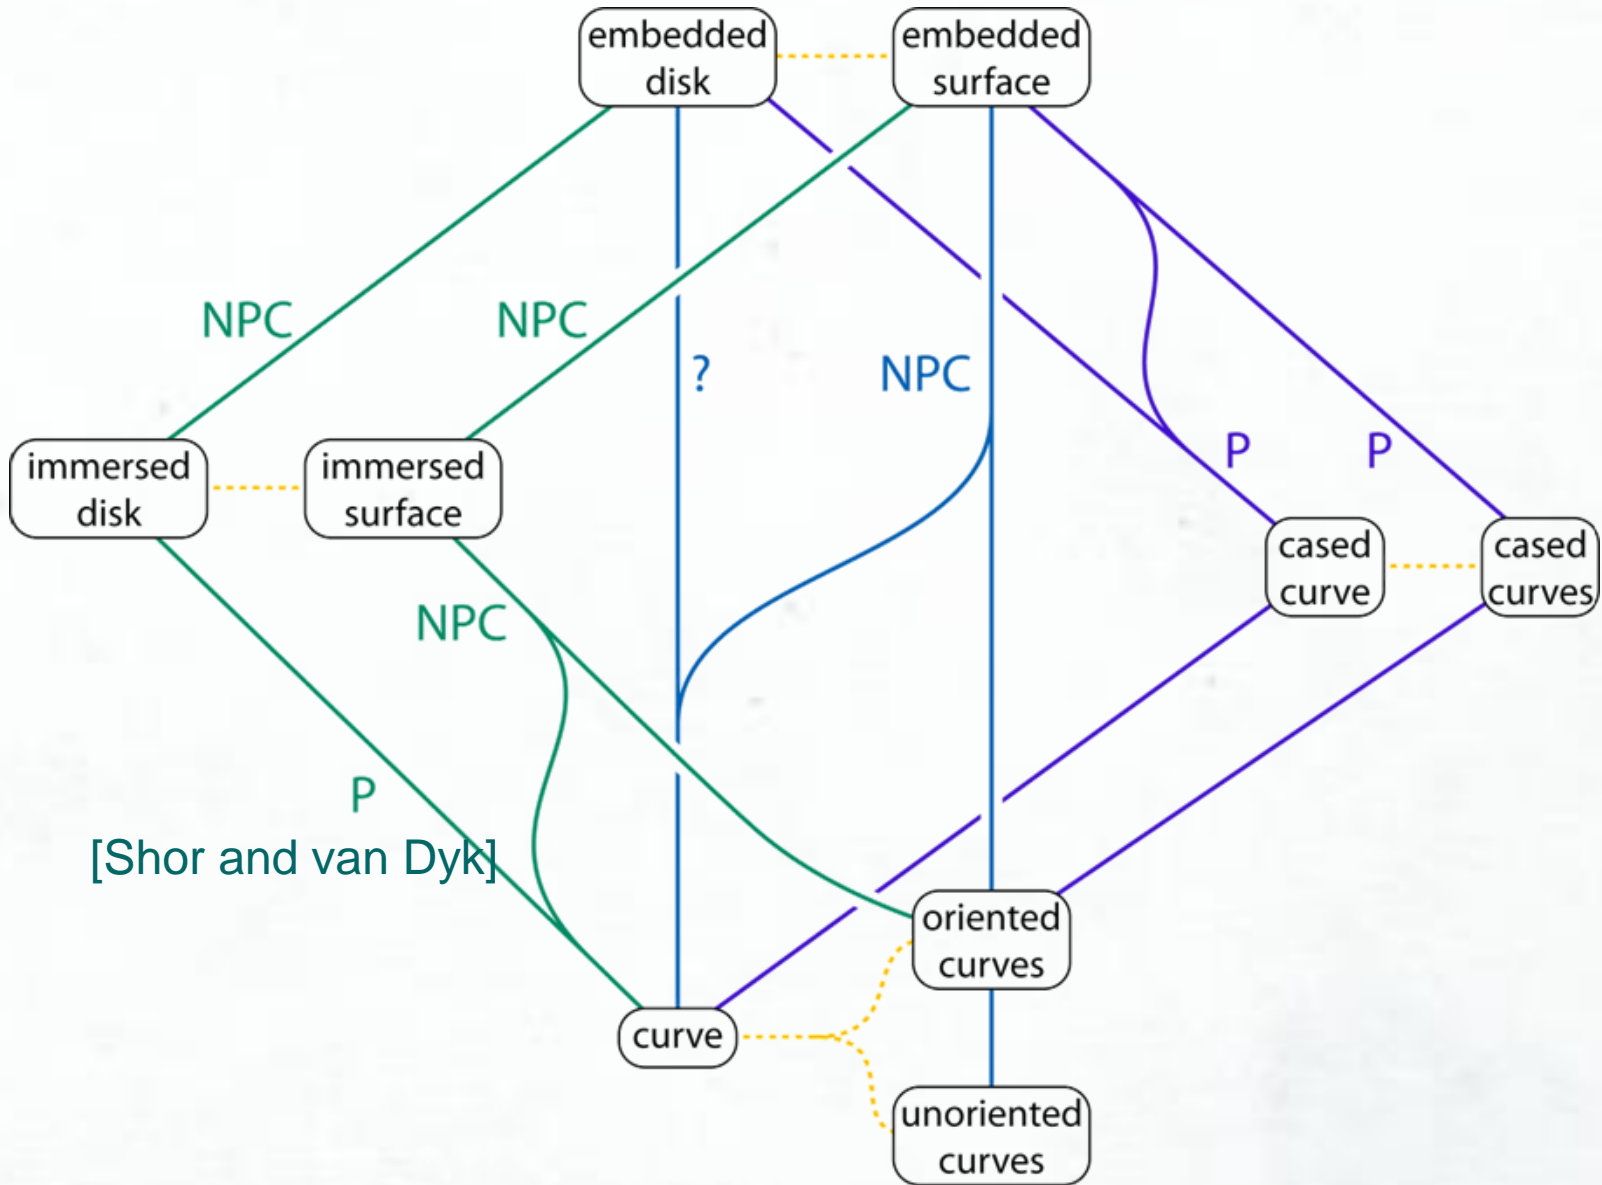 embedded
disk
embedded
surface
NPC
NPC
?
NPC
P
P
immersed
disk
immersed
surface
cased
curve
cased
curves
NPC
P
[Shor and van Dyk]
oriented
curves
curve
unoriented
curves